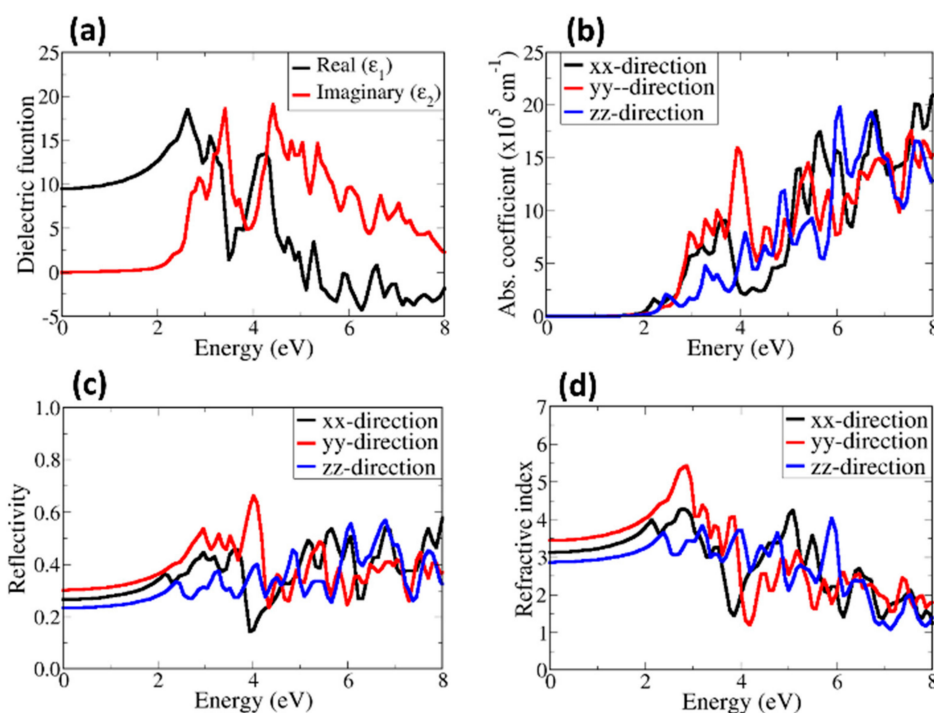 (a)
Dielectric fucntion
25
20
15
10
5
0
-5
Real (ε1)
Imaginary (ε2)
0 2 4 6 8
Energy (eV)
(b)
Abs. coefficient (x10^5 cm^-1)
25
20
15
10
5
0
xx-direction
yy--direction
zz-direction
0 2 4 6 8
Enery (eV)
(c)
Reflectivity
1.0
0.8
0.6
0.4
0.2
0.0
xx-direction
yy-direction
zz-direction
0 2 4 6 8
Energy (eV)
(d)
Refractive index
7
6
5
4
3
2
1
0
xx-direction
yy-direction
zz-direction
0 2 4 6 8
Energy (eV)